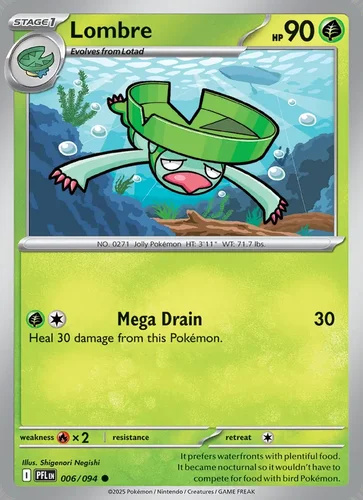 STAGE1
Lombre
HP 90
Evolves from Lotad
NO. 0271 Jolly Pokémon HT: 3'11" WT: 71.7 lbs.
Mega Drain 30
Heal 30 damage from this Pokémon.
weakness ×2 resistance retreat
Illus. Shigenori Negishi
I PFL EN 006/094
It prefers waterfronts with plentiful food.
It became nocturnal so it wouldn't have
to compete with other Pokémon for food.
©2025 Pokémon / Nintendo / Creatures / GAME FREAK